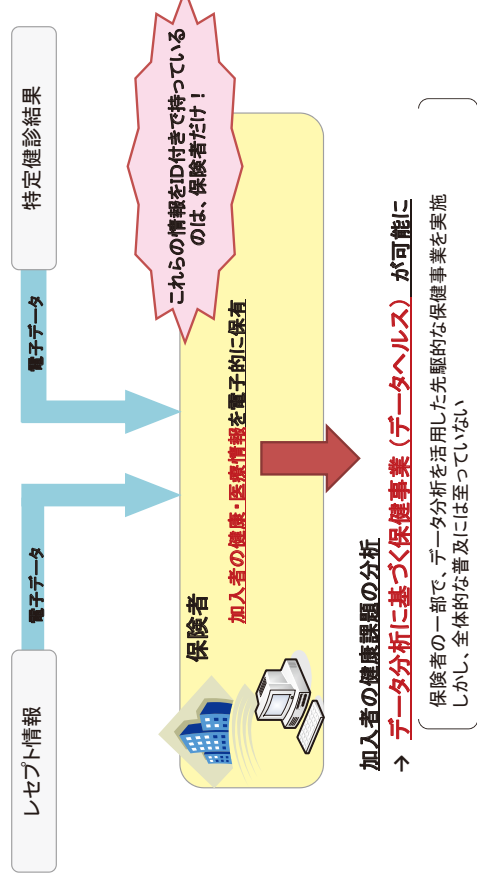 レセプト情報
特定健診結果
電子データ
電子データ
これらの情報をID付きで持っている
のは、保険者だけ！
保険者
加入者の健康・医療情報を電子的に保有
加入者の健康課題の分析
→ データ分析に基づく保健事業（データヘルス） が可能に
保険者の一部で、データ分析を活用した先駆的な保健事業を実施
しかし、全体的な普及には至っていない